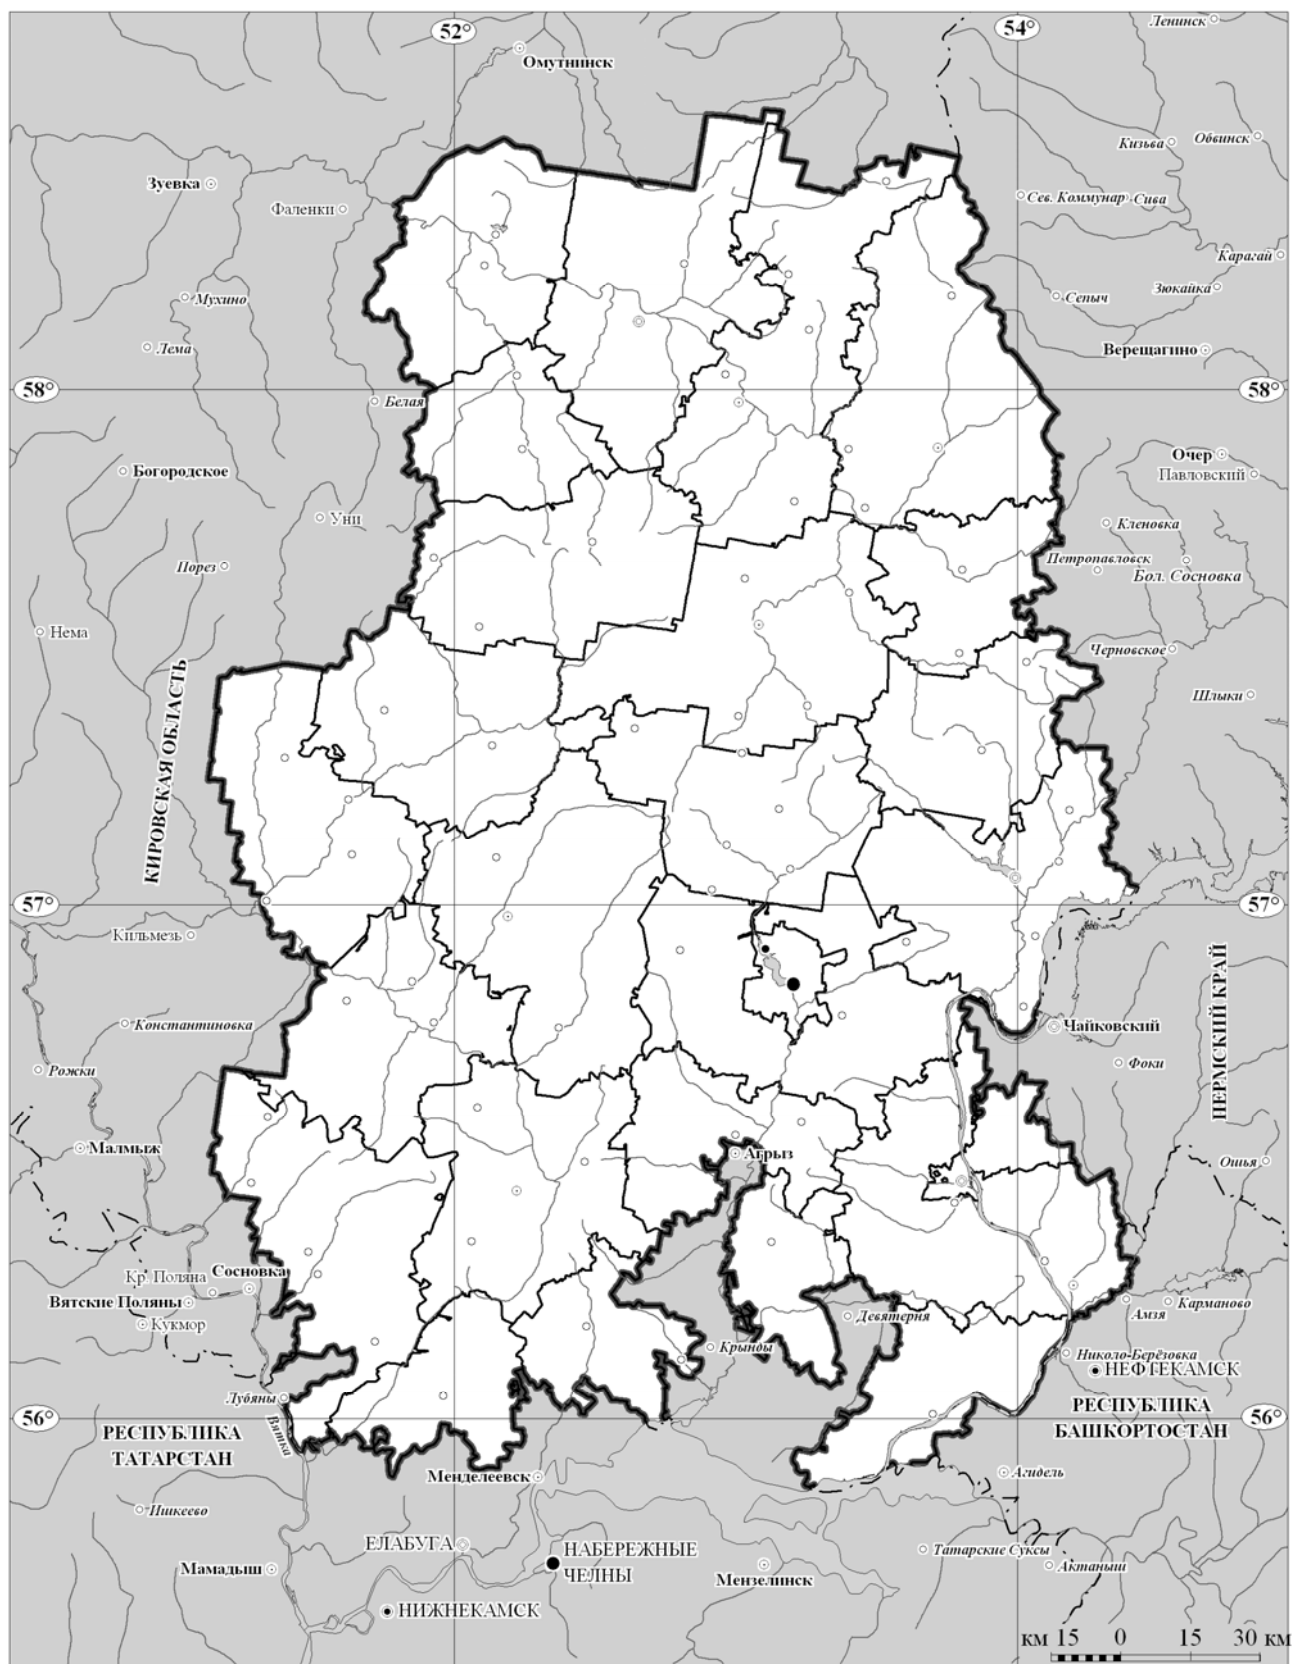 52°
54°
Ленинск
Омутнинск
Кизьва
Обвинск
Зуевка
Фаленки
Сев. Коммунар
Сива
Карагай
Мухино
Сепыч
Зюкайка
Лема
Верещагино
58°
58°
Белая
Богородское
Очер
Павловский
Уни
Кленовка
Порез
Петропавловск
Бол. Сосновка
Нема
Черновское
КИРОВСКАЯ ОБЛАСТЬ
Шлыки
57°
57°
Кильмезь
ПЕРМСКИЙ КРАЙ
Константиновка
Чайковский
Рожки
Фоки
Малмыж
Агрыз
Ошья
Кр. Поляна
Сосновка
Вятские Поляны
Кукмор
Девятерня
Амзя
Карманово
Крынды
Николо-Берёзовка
НЕФТЕКАМСК
Лубяны
Вятка
56°
56°
РЕСПУБЛИКА
ТАТАРСТАН
РЕСПУБЛИКА
БАШКОРТОСТАН
Менделеевск
Агидель
Ишкеево
ЕЛАБУГА
НАБЕРЕЖНЫЕ
ЧЕЛНЫ
Татарские Суксы
Мамадыш
Мензелинск
Актаныш
НИЖНЕКАМСК
км 15 0 15 30 км